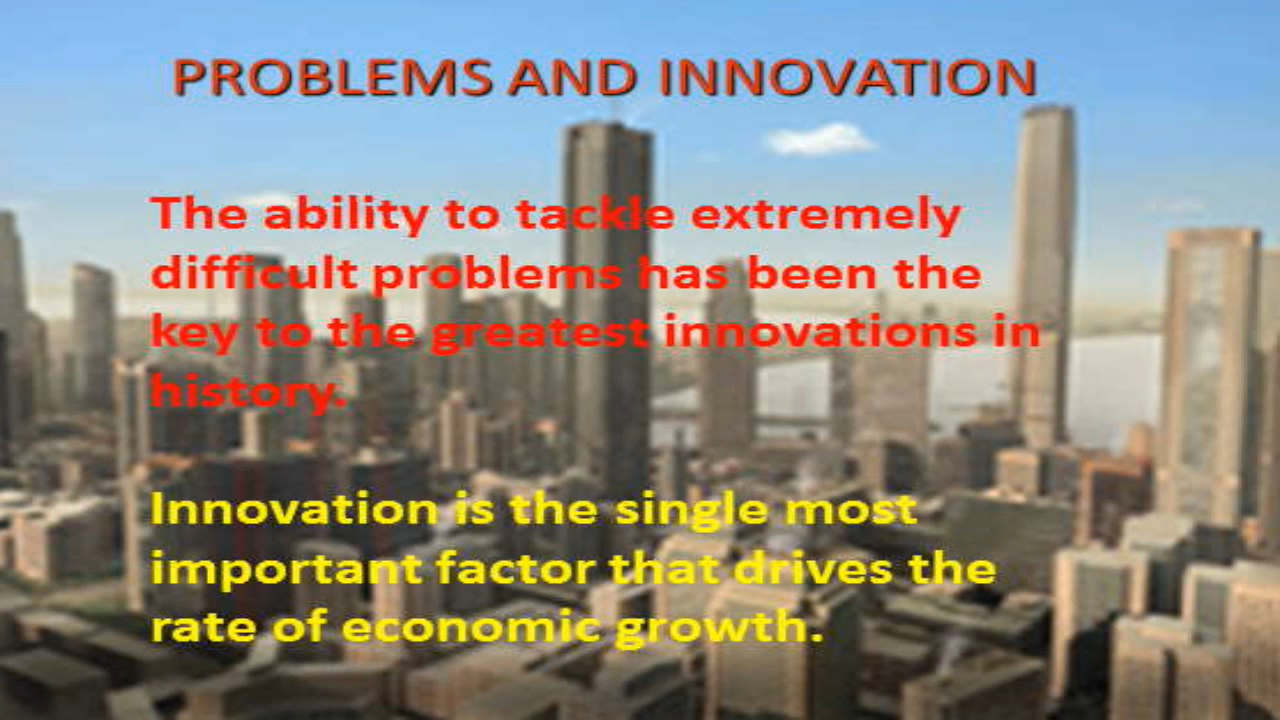 PROBLEMS AND INNOVATION
The ability to tackle extremely
difficult problems has been the
key to the greatest innovations in
history.
Innovation is the single most
important factor that drives the
rate of economic growth.